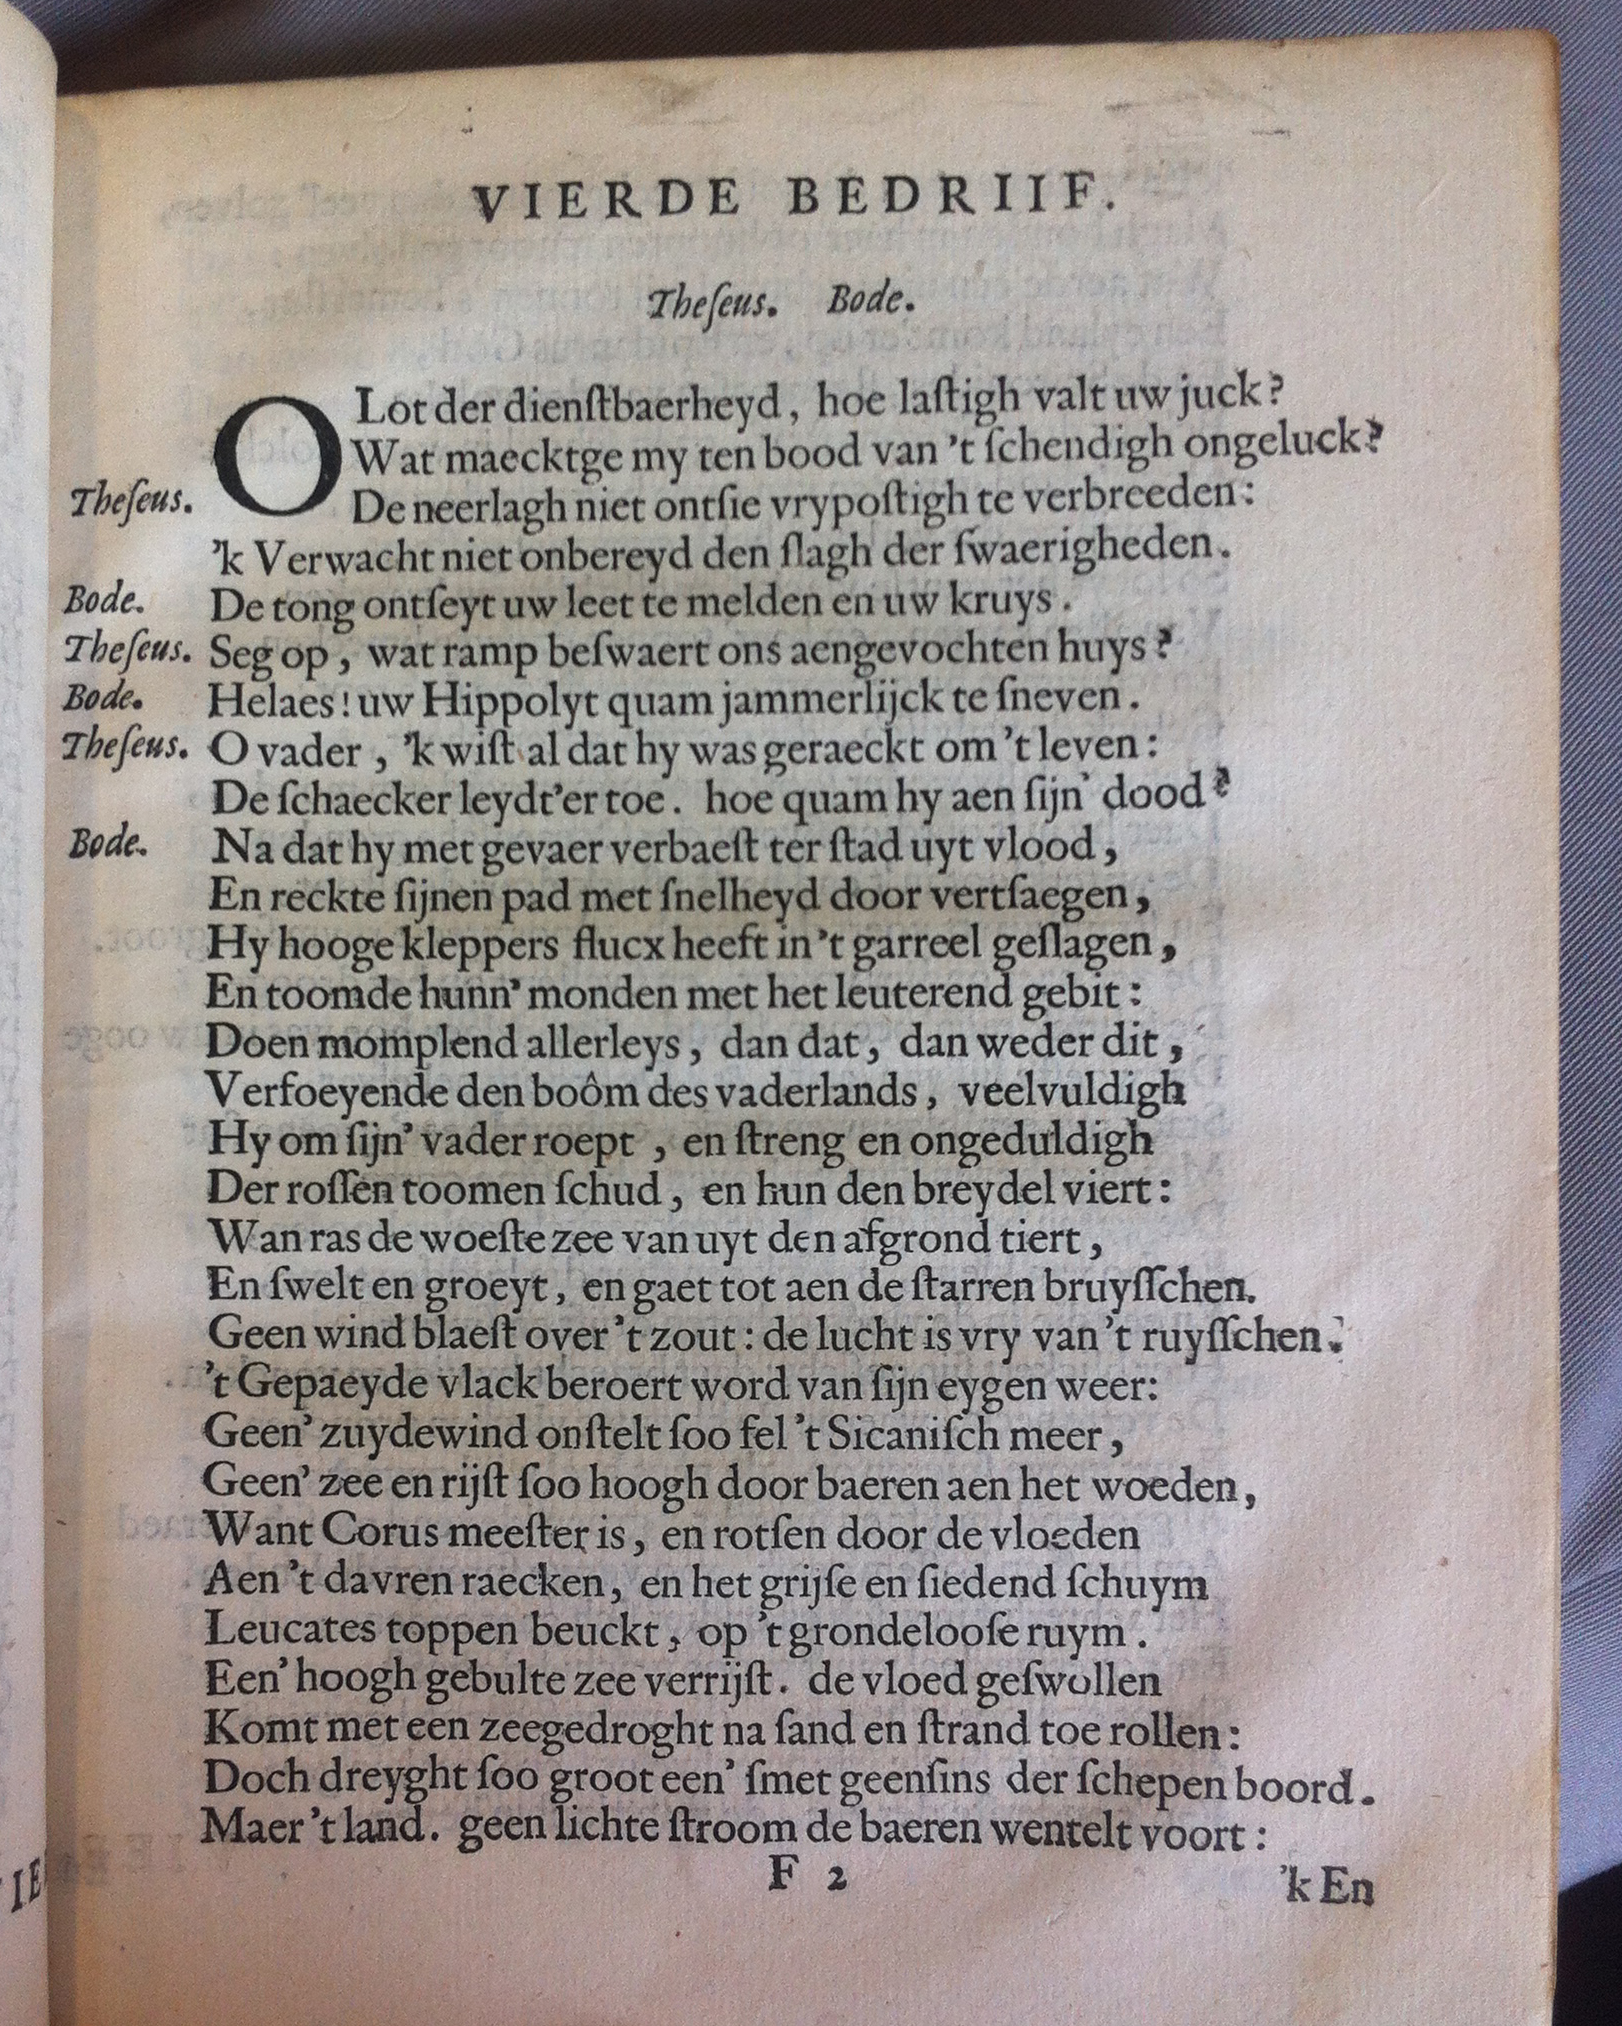 VIERDE BEDRIIF.
Theſeus. Bode.
O Lot der dienſtbaerheyd, hoe laſtigh valt uw juck?
Wat maecktge my ten bood van 't ſchendigh ongeluck?
Theſeus. De neerlagh niet ontſie vrypoſtigh te verbreeden:
'k Verwacht niet onbereyd den ſlagh der ſwaerigheden.
Bode. De tong ontſeyt uw leet te melden en uw kruys.
Theſeus. Seg op, wat ramp beſwaert ons aengevochten huys?
Bode. Helaes! uw Hippolyt quam jammerlijck te ſneven.
Theſeus. O vader, 'k wiſt al dat hy was geraeckt om 't leven:
De ſchaecker leydt'er toe. hoe quam hy aen ſijn' dood?
Bode. Na dat hy met gevaer verbaeſt ter ſtad uyt vlood,
En reckte ſijnen pad met ſnelheyd door vertſaegen,
Hy hooge kleppers flucx heeft in 't garreel geſlagen,
En toomde hunn' monden met het leuterend gebit:
Doen momplend allerleys, dan dat, dan weder dit,
Verfoeyende den boôm des vaderlands, veelvuldigh
Hy om ſijn' vader roept, en ſtreng en ongeduldigh
Der roſſen toomen ſchud, en hun den breydel viert:
Wan ras de woeſte zee van uyt den afgrond tiert,
En ſwelt en groeyt, en gaet tot aen de ſtarren bruyſſchen.
Geen wind blaeſt over 't zout: de lucht is vry van 't ruyſſchen.
't Gepaeyde vlack beroert word van ſijn eygen weer:
Geen' zuydewind onſtelt ſoo fel 't Sicaniſch meer,
Geen' zee en rijſt ſoo hoogh door baeren aen het woeden,
Want Corus meeſter is, en rotſen door de vloeden
Aen 't davren raecken, en het grijſe en ſiedend ſchuym
Leucates toppen beuckt, op 't grondelooſe ruym.
Een' hoogh gebulte zee verrijſt. de vloed geſwollen
Komt met een zeegedroght na ſand en ſtrand toe rollen:
Doch dreyght ſoo groot een' ſmet geenſins der ſchepen boord.
Maer 't land. geen lichte ſtroom de baeren wentelt voort:
F 2
'k En